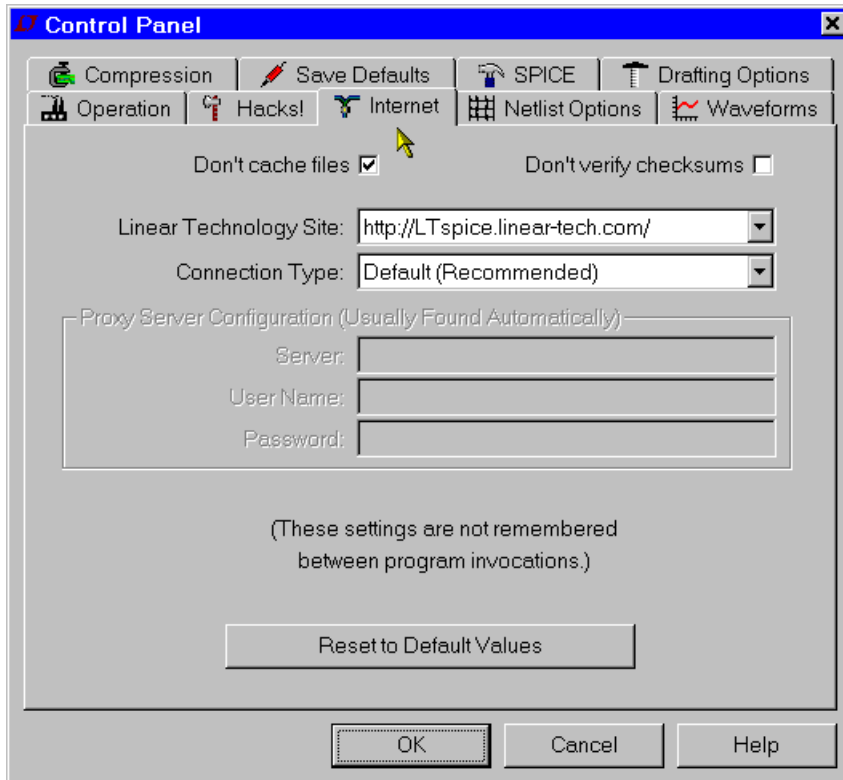 Control Panel
Compression Save Defaults SPICE Drafting Options
Operation Hacks! Internet Netlist Options Waveforms
Don't cache files Don't verify checksums
Linear Technology Site: http://LTspice.linear-tech.com/
Connection Type: Default (Recommended)
Proxy Server Configuration (Usually Found Automatically)
Server:
User Name:
Password:
(These settings are not remembered
between program invocations.)
Reset to Default Values
OK Cancel Help